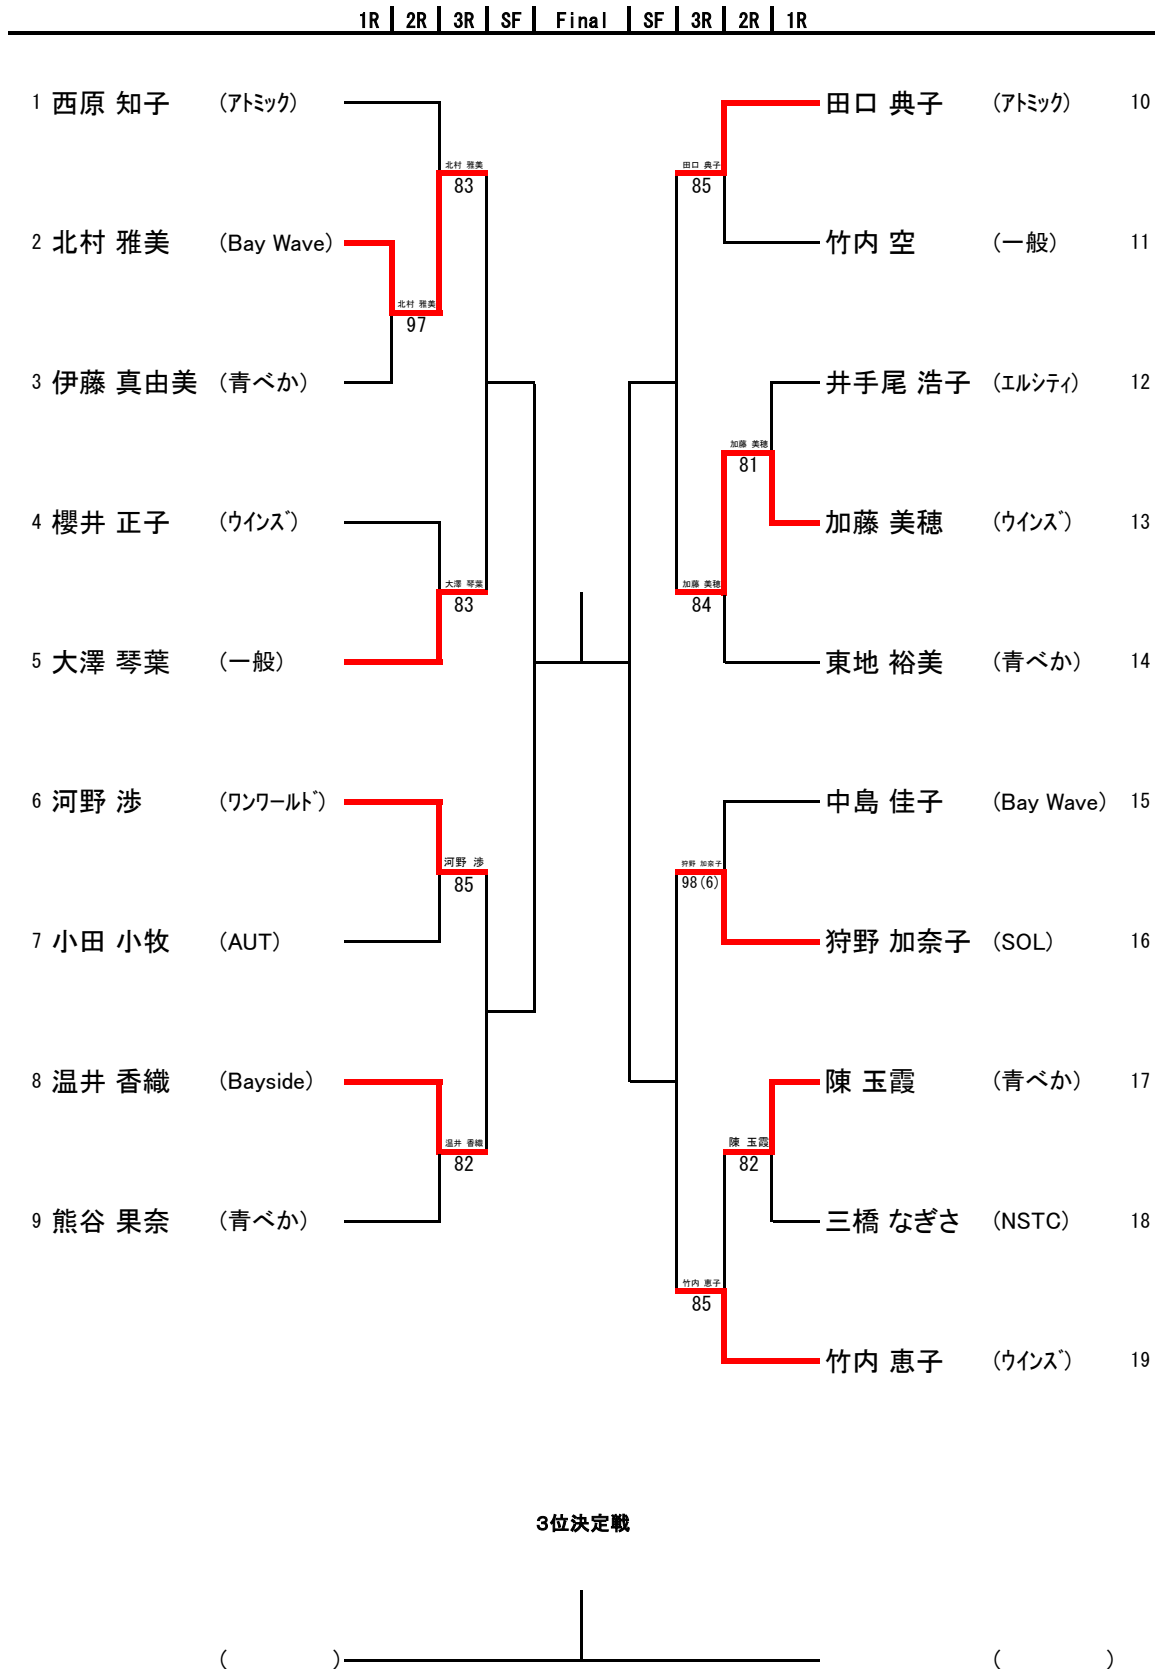 1R 2R 3R SF Final SF 3R 2R 1R
1 西原 知子 (ｱﾄﾐｯｸ) 田口 典子 (ｱﾄﾐｯｸ) 10
北村 雅美 田口 典子
83 85
2 北村 雅美 (Bay Wave) 竹内 空 (一般) 11
北村 雅美
97
3 伊藤 真由美 (青べか) 井手尾 浩子 (ｴﾙｼﾃｨ) 12
加藤 美穂
81
4 櫻井 正子 (ｳｲﾝｽﾞ) 加藤 美穂 (ｳｲﾝｽﾞ) 13
大澤 琴葉 加藤 美穂
83 84
5 大澤 琴葉 (一般) 東地 裕美 (青べか) 14
6 河野 渉 (ﾜﾝﾜｰﾙﾄﾞ) 中島 佳子 (Bay Wave) 15
河野 渉 狩野 加奈子
85 98(6)
7 小田 小牧 (AUT) 狩野 加奈子 (SOL) 16
8 温井 香織 (Bayside) 陳 玉霞 (青べか) 17
温井 香織 陳 玉霞
82 82
9 熊谷 果奈 (青べか) 三橋 なぎさ (NSTC) 18
竹内 恵子
85
竹内 恵子 (ｳｲﾝｽﾞ) 19
3位決定戦
( ) ( )